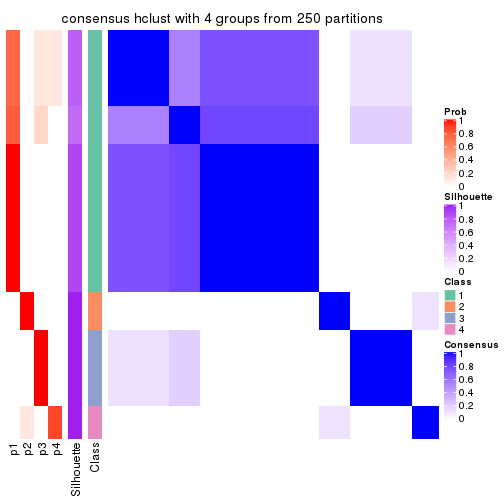 consensus hclust with 4 groups from 250 partitions
Prob
1
0.8
0.6
0.4
0.2
0
Silhouette
1
0.8
0.6
0.4
0.2
0
Class
1
2
3
4
Consensus
1
0.8
0.6
0.4
0.2
0
p1
p2
p3
p4
Silhouette
Class